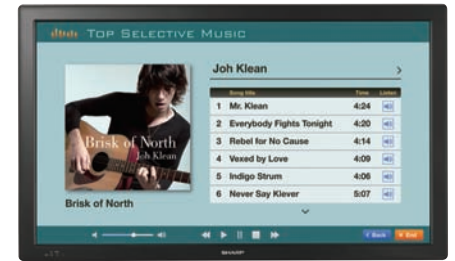 TOP SELECTIVE MUSIC
Joh Klean
Song title Time Listen
1 Mr. Klean 4:24
2 Everybody Fights Tonight 4:20
3 Rebel for No Cause 4:14
4 Vexed by Love 4:09
5 Indigo Strum 4:06
6 Never Say Klever 5:07
Brisk of North
Joh Klean
Brisk of North
Back End
SHARP